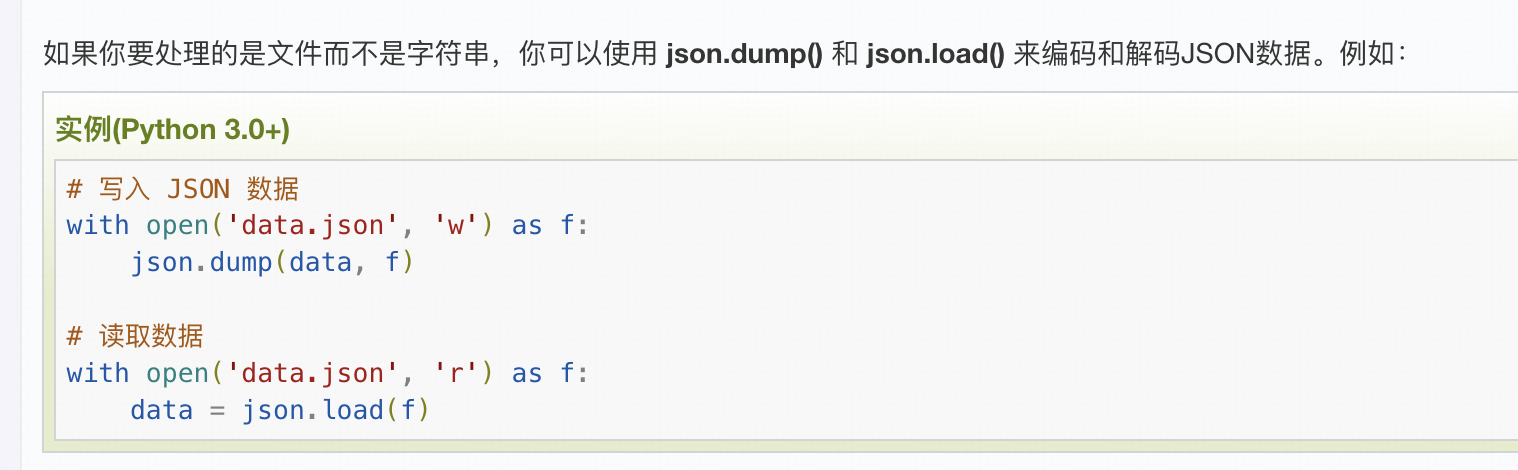 如果你要处理的是文件而不是字符串，你可以使用 json.dump() 和 json.load() 来编码和解码JSON数据。例如：
实例(Python 3.0+)
# 写入 JSON 数据
with open('data.json', 'w') as f:
    json.dump(data, f)
# 读取数据
with open('data.json', 'r') as f:
    data = json.load(f)